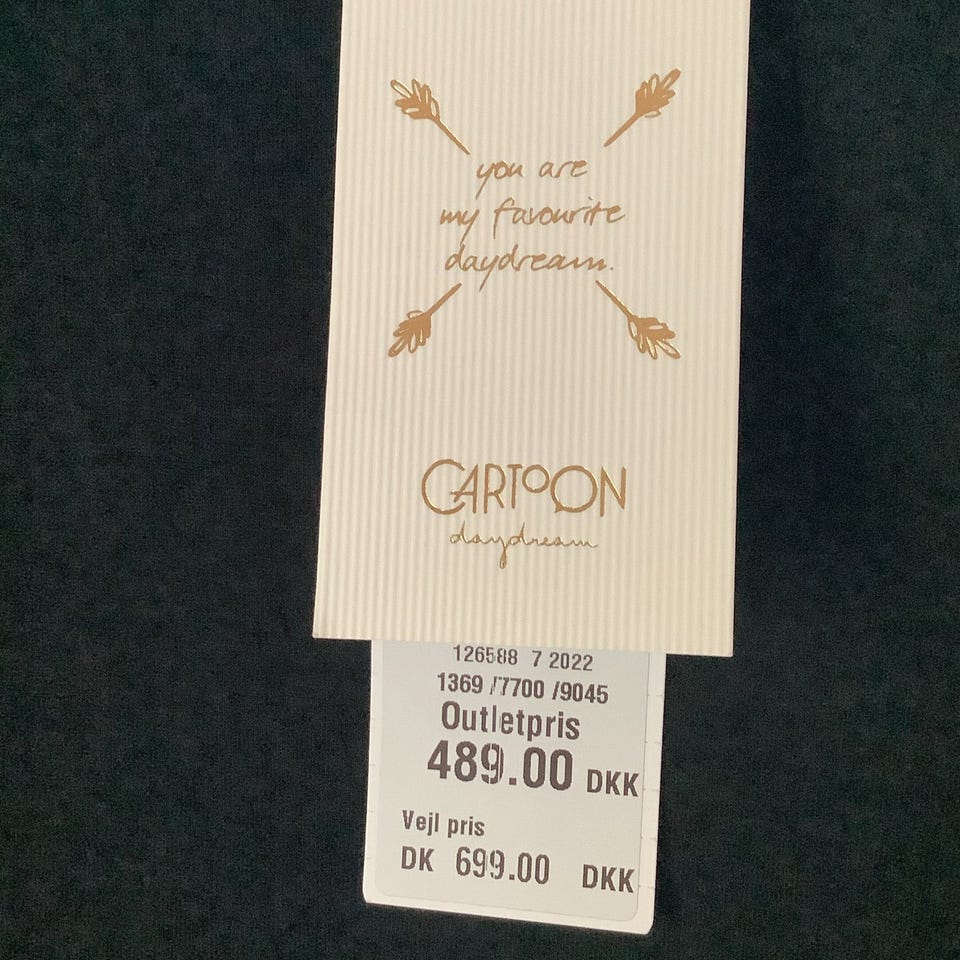 you are
my favourite
daydream.
CARTOON
daydream
126588 7 2022
1369 /7700 /9045
Outletpris
489.00 DKK
Vejl pris
DK 699.00 DKK